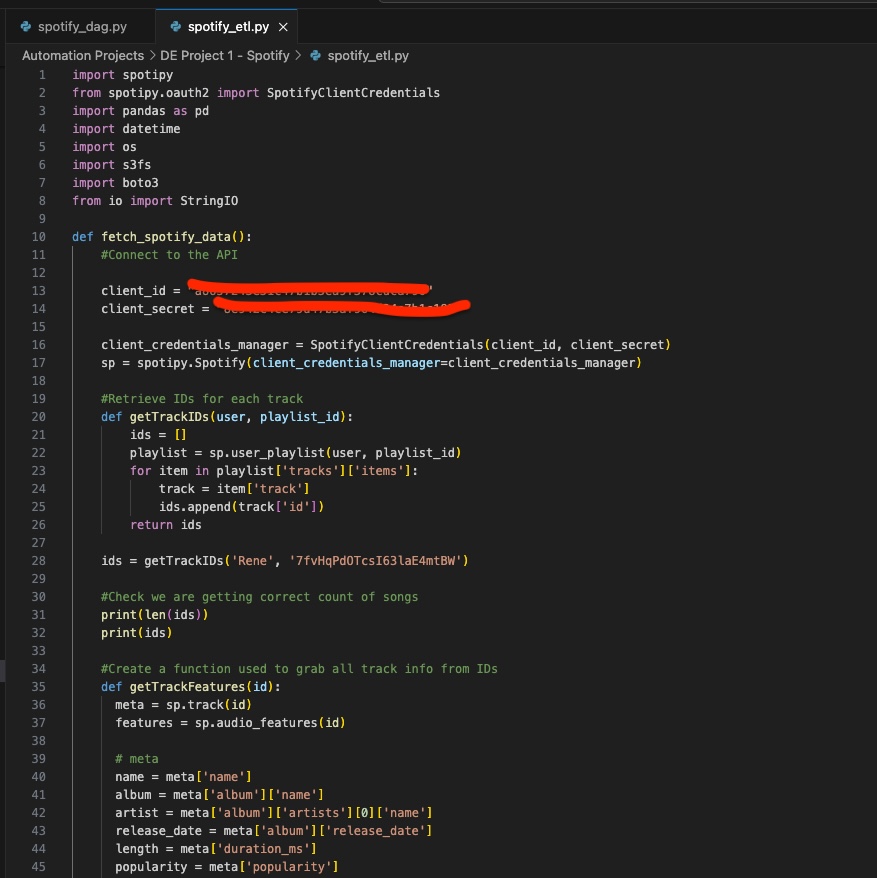 spotify_dag.py
spotify_etl.py
Automation Projects > DE Project 1 - Spotify > spotify_etl.py
1 import spotipy
2 from spotipy.oauth2 import SpotifyClientCredentials
3 import pandas as pd
4 import datetime
5 import os
6 import s3fs
7 import boto3
8 from io import StringIO
9
10 def fetch_spotify_data():
11 #Connect to the API
12
13 client_id = '
14 client_secret =
15
16 client_credentials_manager = SpotifyClientCredentials(client_id, client_secret)
17 sp = spotipy.Spotify(client_credentials_manager=client_credentials_manager)
18
19 #Retrieve IDs for each track
20 def getTrackIDs(user, playlist_id):
21 ids = []
22 playlist = sp.user_playlist(user, playlist_id)
23 for item in playlist['tracks']['items']:
24 track = item['track']
25 ids.append(track['id'])
26 return ids
27
28 ids = getTrackIDs('Rene', '7fvHqPdOTcsI63laE4mtBW')
29
30 #Check we are getting correct count of songs
31 print(len(ids))
32 print(ids)
33
34 #Create a function used to grab all track info from IDs
35 def getTrackFeatures(id):
36 meta = sp.track(id)
37 features = sp.audio_features(id)
38
39 # meta
40 name = meta['name']
41 album = meta['album']['name']
42 artist = meta['album']['artists'][0]['name']
43 release_date = meta['album']['release_date']
44 length = meta['duration_ms']
45 popularity = meta['popularity']